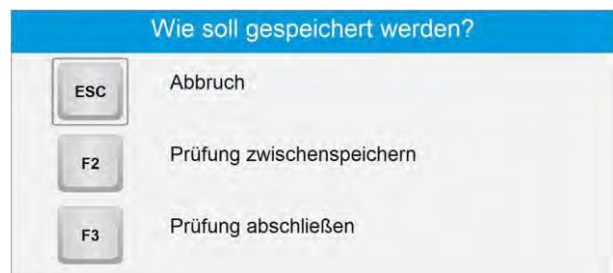 Wie soll gespeichert werden?
ESC Abbruch
F2 Prüfung zwischenspeichern
F3 Prüfung abschließen